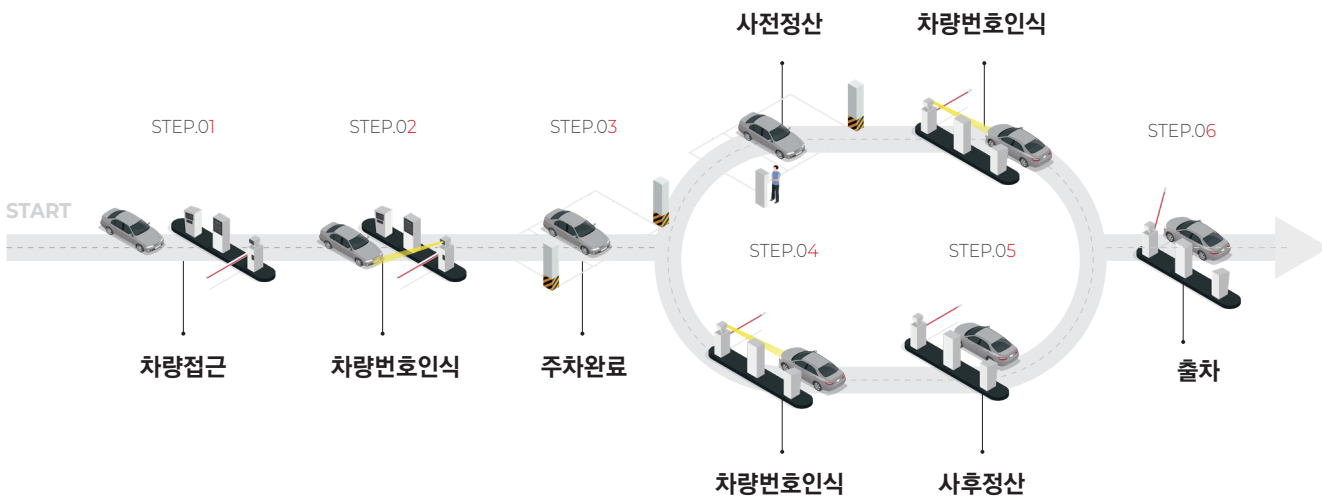 사전정산
차량번호인식
STEP.01
STEP.02
STEP.03
STEP.06
START
STEP.04
STEP.05
차량접근
차량번호인식
주차완료
출차
차량번호인식
사후정산